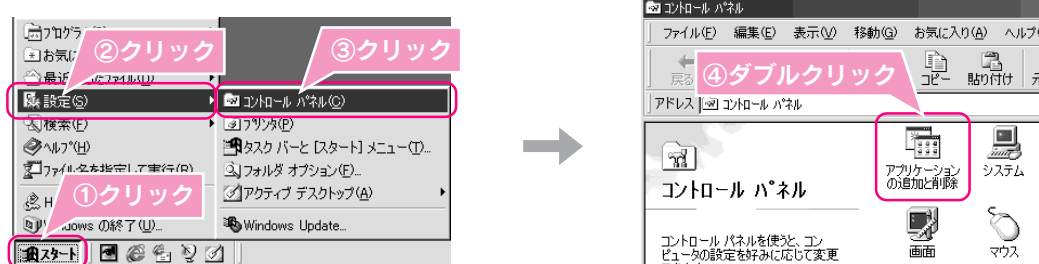 プログラ
②クリック
③クリック
お気に
最近
設定(S)
コントロール パネル(C)
検索(F)
プリンタ(P)
ヘルプ(H)
タスク バーと [スタート] メニュー(T)...
ファイル名を指定して実行(R)
フォルダ オプション(F)...
①クリック
アクティブ デスクトップ(A)
の終了(U)...
Windows Update...
スタート
コントロール パネル
ファイル(F) 編集(E) 表示(V) 移動(G) お気に入り(A) ヘルプ
④ダブルクリック
戻る
コピー 貼り付け
アドレス コントロール パネル
コントロール パネル
アプリケーション
の追加と削除
システム
コントロール パネルを使うと、コン
ピュータの設定を好みに応じて変更
画面
マウス